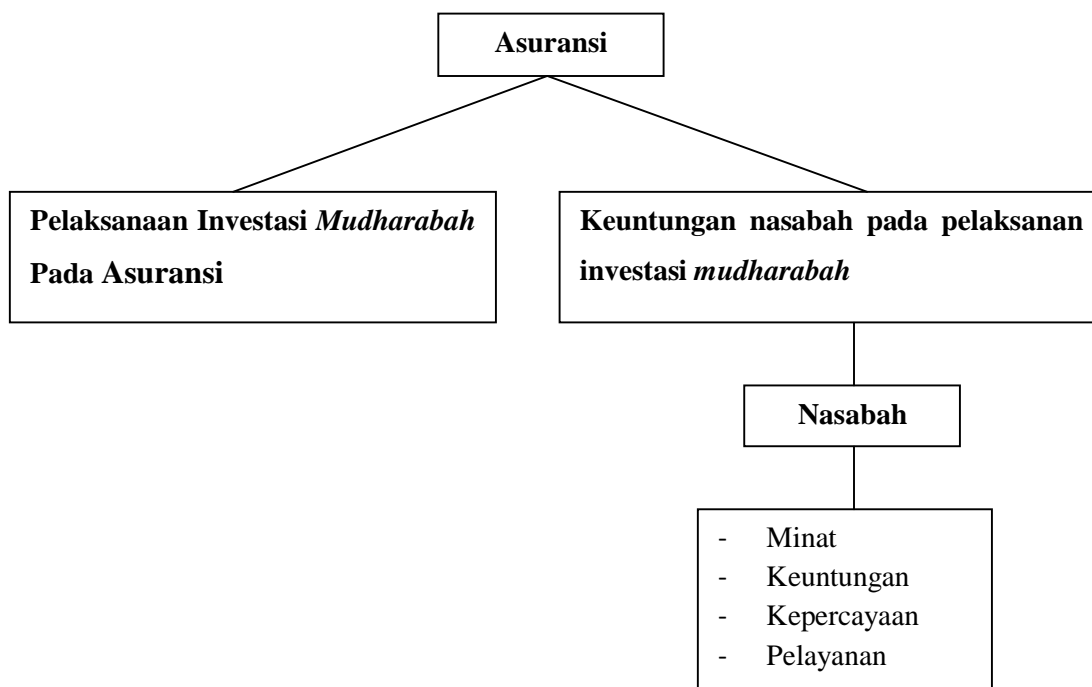 Asuransi
Pelaksanaan Investasi Mudharabah
Pada Asuransi
Keuntungan nasabah pada pelaksanan
investasi mudharabah
Nasabah
- Minat
- Keuntungan
- Kepercayaan
- Pelayanan